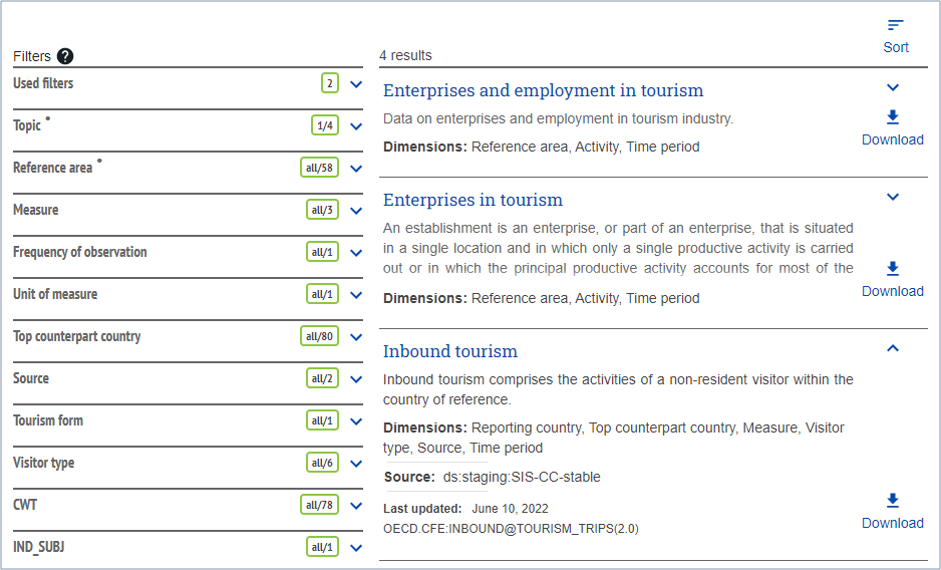 Sort
Filters ?
4 results
Used filters 2
Topic • 1/4
Reference area • all/58
Measure all/3
Frequency of observation all/1
Unit of measure all/1
Top counterpart country all/80
Source all/2
Tourism form all/1
Visitor type all/6
CWT all/78
IND_SUBJ all/1
Enterprises and employment in tourism
Data on enterprises and employment in tourism industry.
Download
Dimensions: Reference area, Activity, Time period
Enterprises in tourism
An establishment is an enterprise, or part of an enterprise, that is situated
in a single location and in which only a single productive activity is carried
out or in which the principal productive activity accounts for most of the
Download
Dimensions: Reference area, Activity, Time period
Inbound tourism
Inbound tourism comprises the activities of a non-resident visitor within the
country of reference.
Dimensions: Reporting country, Top counterpart country, Measure, Visitor
type, Source, Time period
Source: ds:staging:SIS-CC-stable
Last updated: June 10, 2022
OECD.CFE:INBOUND@TOURISM_TRIPS(2.0)
Download